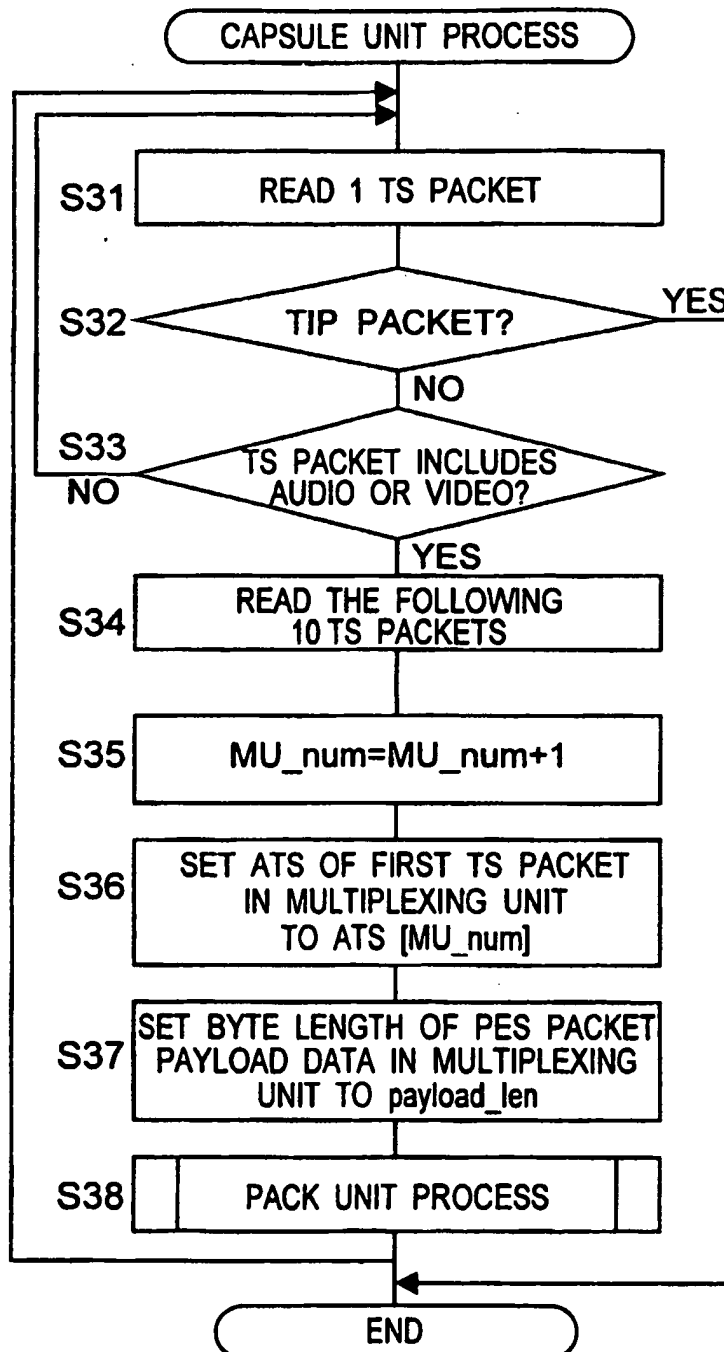 CAPSULE UNIT PROCESS
S31
READ 1 TS PACKET
S32
TIP PACKET?
YES
NO
S33
NO
TS PACKET INCLUDES
AUDIO OR VIDEO?
YES
S34
READ THE FOLLOWING
10 TS PACKETS
S35
MU_num=MU_num+1
S36
SET ATS OF FIRST TS PACKET
IN MULTIPLEXING UNIT
TO ATS [MU_num]
S37
SET BYTE LENGTH OF PES PACKET
PAYLOAD DATA IN MULTIPLEXING
UNIT TO payload_len
S38
PACK UNIT PROCESS
END